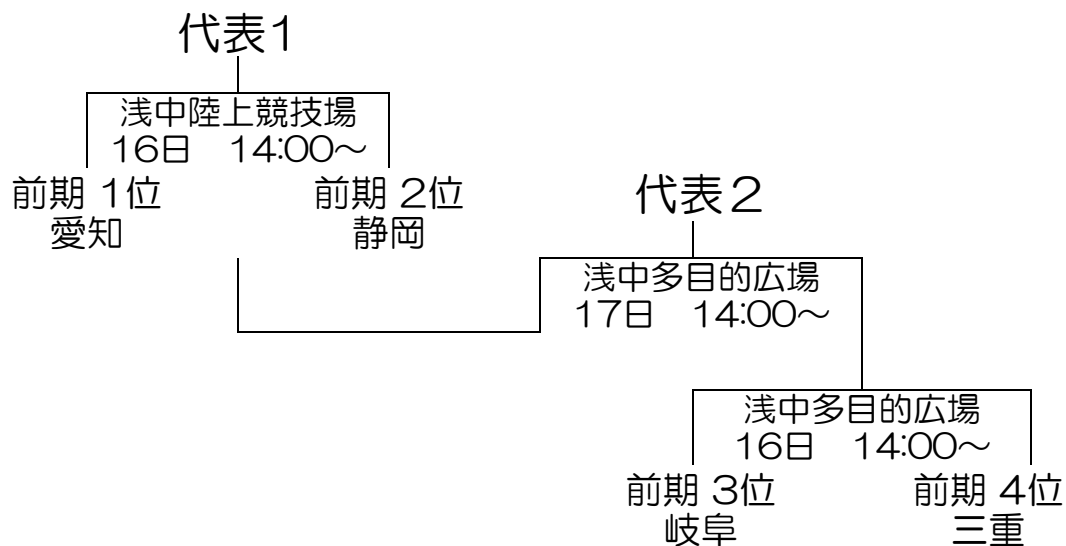 代表1
浅中陸上競技場
16日　14:00～
前期 1位
愛知
前期 2位
静岡
代表２
浅中多目的広場
17日　14:00～
浅中多目的広場
16日　14:00～
前期 3位
岐阜
前期 4位
三重